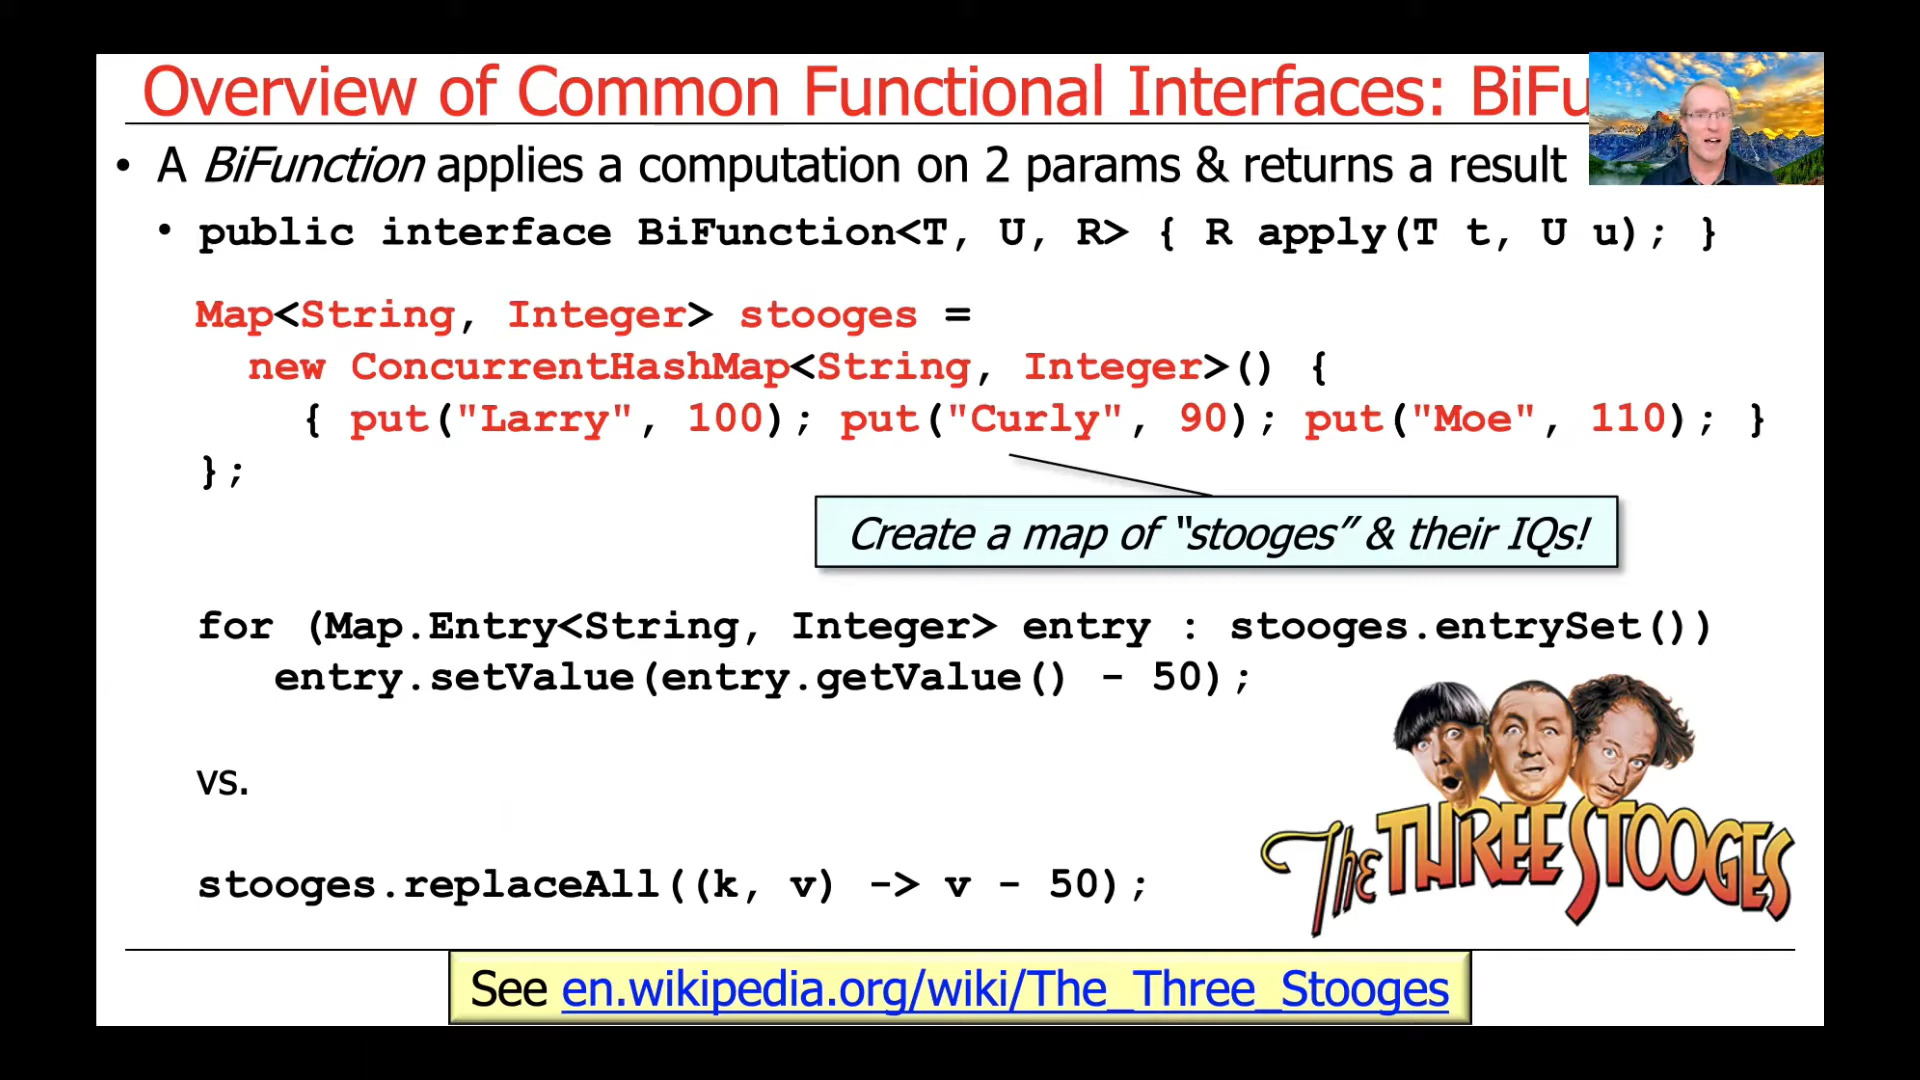 Overview of Common Functional Interfaces: BiFu
• A BiFunction applies a computation on 2 params & returns a result
• public interface BiFunction<T, U, R> { R apply(T t, U u); }
Map<String, Integer> stooges =
new ConcurrentHashMap<String, Integer>() {
{ put("Larry", 100); put("Curly", 90); put("Moe", 110); }
};
Create a map of “stooges” & their IQs!
for (Map.Entry<String, Integer> entry : stooges.entrySet())
entry.setValue(entry.getValue() - 50);
vs.
stooges.replaceAll((k, v) -> v - 50);
The THREE STOOGES
See en.wikipedia.org/wiki/The_Three_Stooges